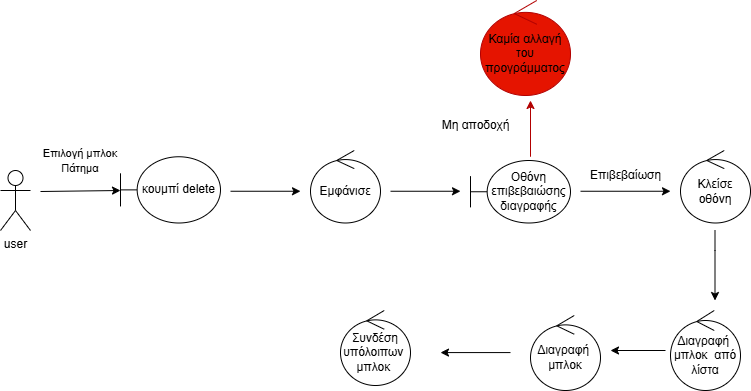 Καμία αλλαγή
του
προγράμματος
Μη αποδοχή
Επιλογή μπλοκ
Πάτημα
κουμπί delete
Εμφάνισε
Οθόνη
επιβεβαιώσης
διαγραφής
Επιβεβαίωση
Κλείσε
οθόνη
user
Συνδέση
υπόλοιπων
μπλοκ
Διαγραφή
μπλοκ
Διαγραφή
μπλοκ από
λίστα